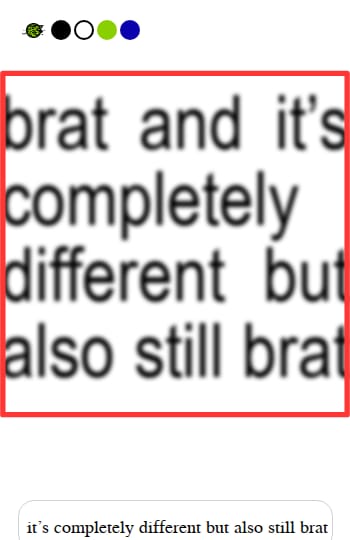 brat and it's
completely
different but
also still brat
it's completely different but also still brat